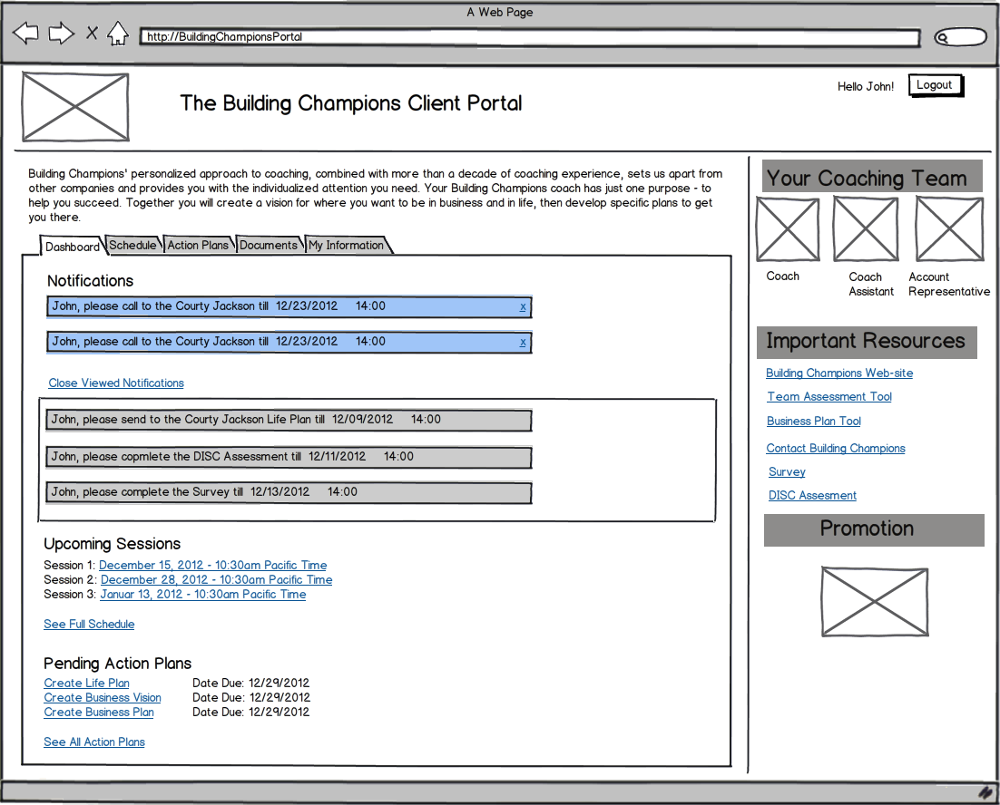 A Web Page
http://BuildingChampionsPortal
The Building Champions Client Portal
Hello John!
Logout
Building Champions' personalized approach to coaching, combined with more than a decade of coaching experience, sets us apart from
other companies and provides you with the individualized attention you need. Your Building Champions coach has just one purpose - to
help you succeed. Together you will create a vision for where you want to be in business and in life, then develop specific plans to get
you there.
Dashboard Schedule Action Plans Documents My Information
Notifications
John, please call to the Courty Jackson till 12/23/2012 14:00 x
John, please call to the Courty Jackson till 12/23/2012 14:00 x
Close Viewed Notifications
John, please send to the Courty Jackson Life Plan till 12/09/2012 14:00
John, please copmlete the DISC Assessment till 12/11/2012 14:00
John, please complete the Survey till 12/13/2012 14:00
Upcoming Sessions
Session 1: December 15, 2012 - 10:30am Pacific Time
Session 2: December 28, 2012 - 10:30am Pacific Time
Session 3: Januar 13, 2012 - 10:30am Pacific Time
See Full Schedule
Pending Action Plans
Create Life Plan Date Due: 12/29/2012
Create Business Vision Date Due: 12/29/2012
Create Business Plan Date Due: 12/29/2012
See All Action Plans
Your Coaching Team
Coach
Coach
Assistant
Account
Representative
Important Resources
Building Champions Web-site
Team Assessment Tool
Business Plan Tool
Contact Building Champions
Survey
DISC Assesment
Promotion